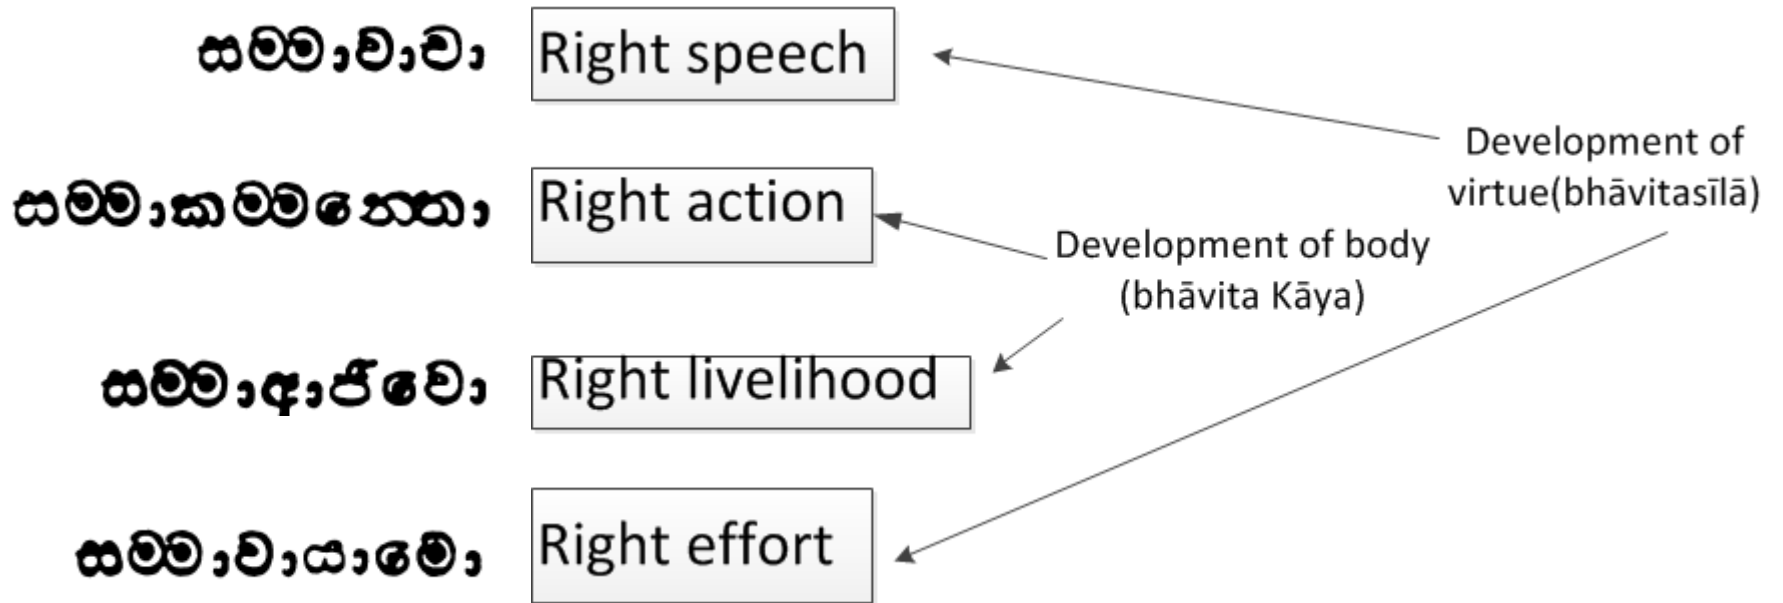 සම්මාවාචා Right speech
Development of
virtue(bhāvitasīlā)
සම්මාකම්මන්තො Right action
Development of body
(bhāvita Kāya)
සම්මාආජීවො Right livelihood
සම්මාවායාමො Right effort